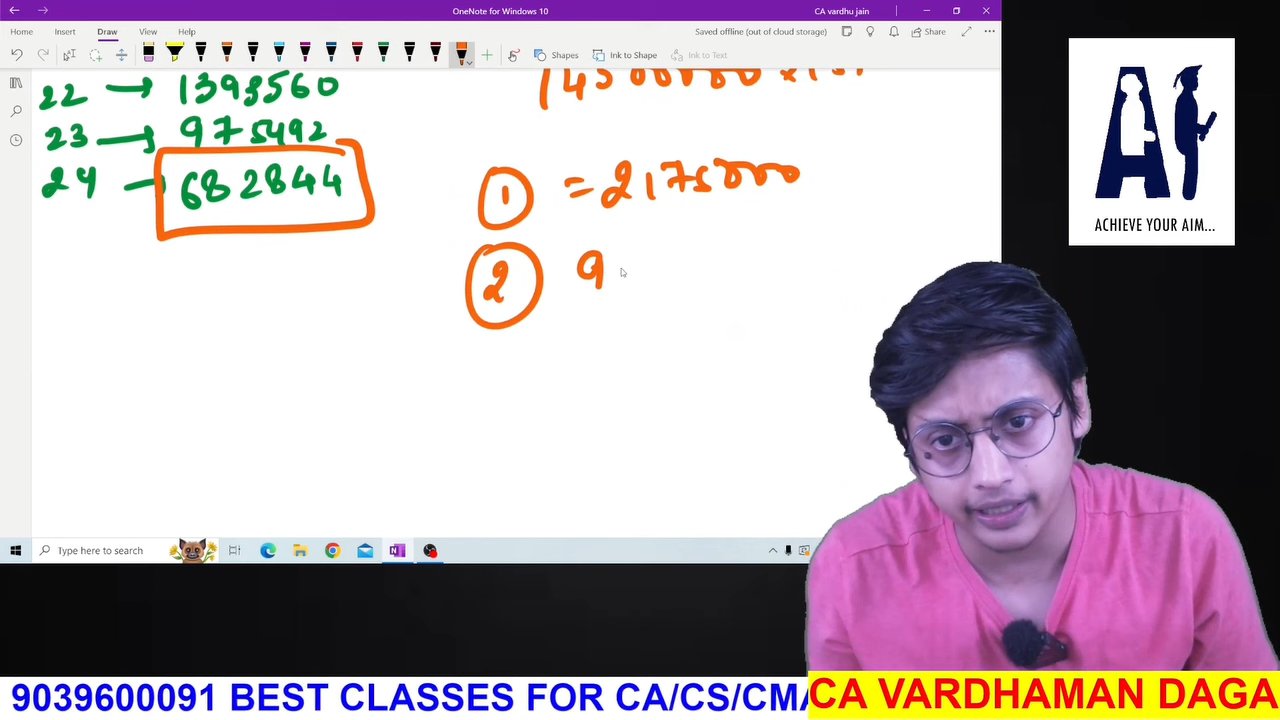 OneNote for Windows 10
CA vardhu jain
Home Insert Draw View Help
Saved offline (out of cloud storage)
Share
Shapes Ink to Shape Ink to Text
22 → 1393560
23 → 975492
24 → 682844
1 = 2175000
2 9
ACHIEVE YOUR AIM...
Type here to search
9039600091 BEST CLASSES FOR CA/CS/CMA
CA VARDHAMAN DAGA